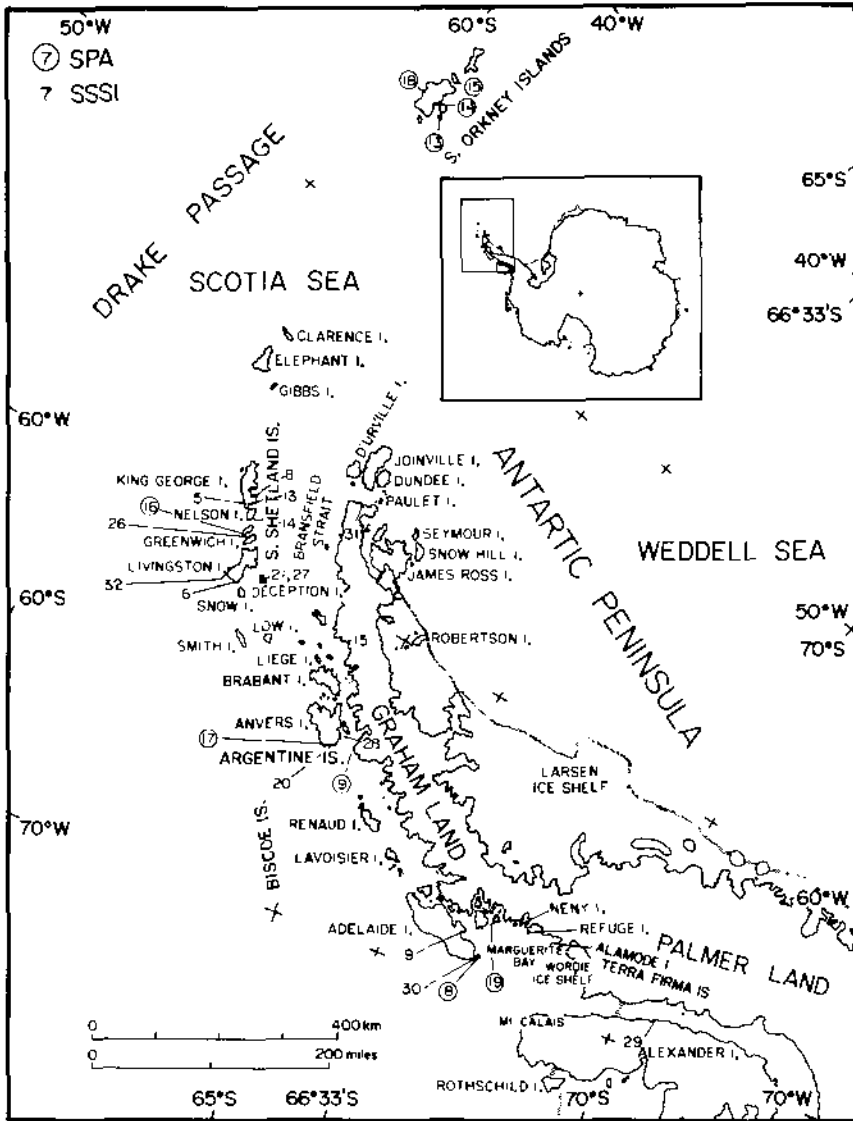 50°W
60°S
40°W
⑦ SPA
? SSSI
⑱
⑮
⑭
⑬
S. ORKNEY ISLANDS
DRAKE PASSAGE
65°S
SCOTIA SEA
40°W
66°33'S
CLARENCE I.
ELEPHANT I.
GIBBS I.
60°W
D'URVILLE I.
S. SHETLAND IS.
BRANSFIELD STRAIT
JOINVILLE I.
DUNDEE I.
PAULET I.
KING GEORGE I.
8
5
13
⑯
NELSON I.
14
26
GREENWICH I.
31
SEYMOUR I.
SNOW HILL I.
JAMES ROSS I.
ANTARTIC PENINSULA
WEDDELL SEA
LIVINGSTON I.
32
21,27
6
DECEPTION I.
SNOW I.
60°S
50°W
70°S
LOW I.
SMITH I.
15
ROBERTSON I.
LIEGE I.
BRABANT I.
ANVERS I.
⑰
28
ARGENTINE IS.
20
⑨
GRAHAM LAND
LARSEN
ICE SHELF
70°W
RENAUD I.
BISCOE IS.
LAVOISIER I.
60°W
NENY I.
ADELAIDE I.
REFUGE I.
9
MARGUERITE
BAY
WORDIE
ICE SHELF
ALAMODE I
TERRA FIRMA IS
PALMER LAND
30
⑧
⑲
0 400 km
0 200 miles
Mt CALAIS
29
ALEXANDER I.
ROTHSCHILD I.
65°S
66°33'S
70°S
70°W